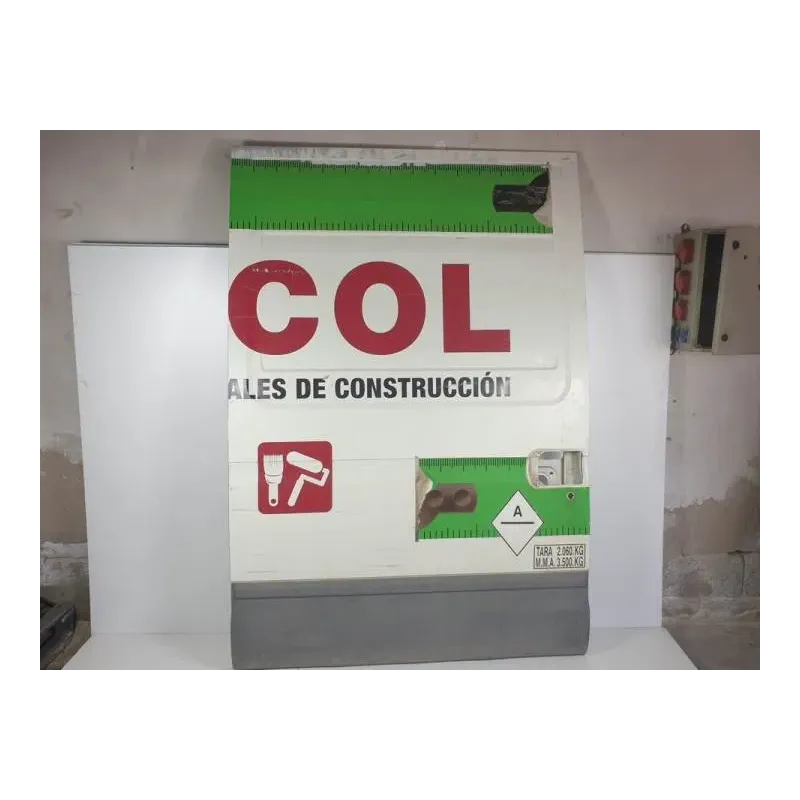 COL
ALES DE CONSTRUCCIÓN
A
TARA 2.060.KG
M.M.A. 3.500.KG